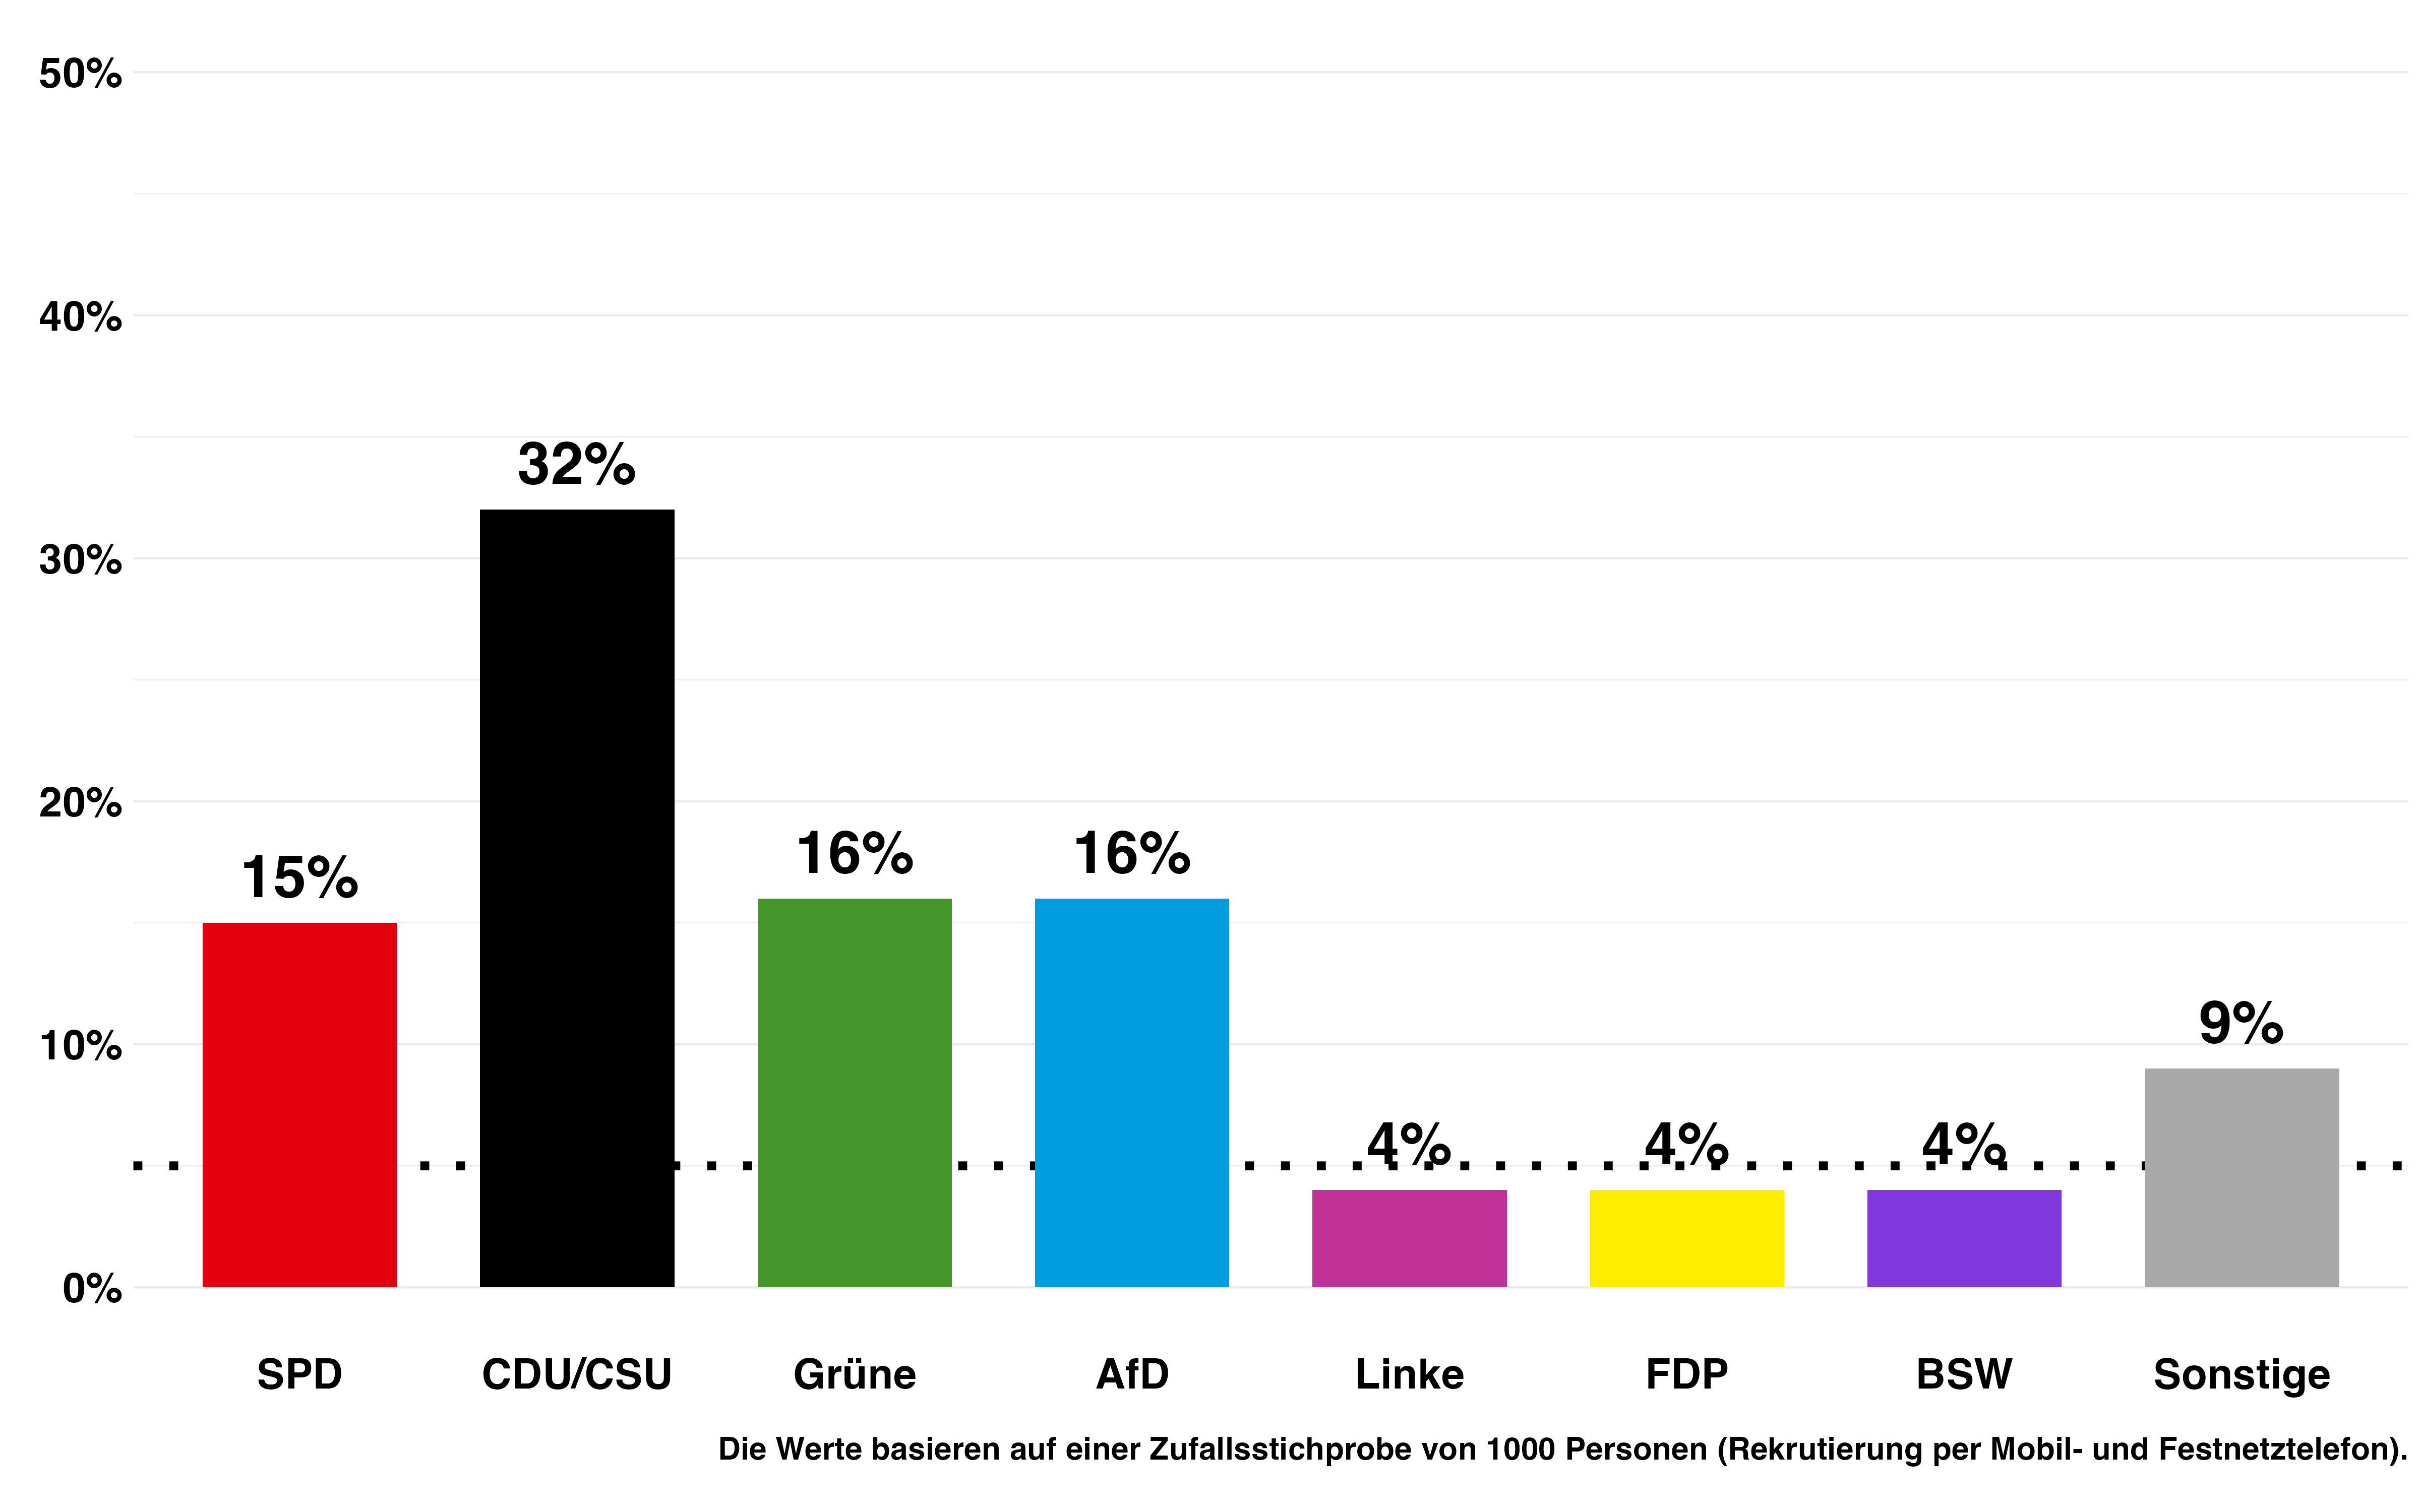 50%
40%
30%
20%
10%
0%
15%
32%
16%
16%
4%
4%
4%
9%
SPD
CDU/CSU
Grüne
AfD
Linke
FDP
BSW
Sonstige
Die Werte basieren auf einer Zufallsstichprobe von 1000 Personen (Rekrutierung per Mobil- und Festnetztelefon).